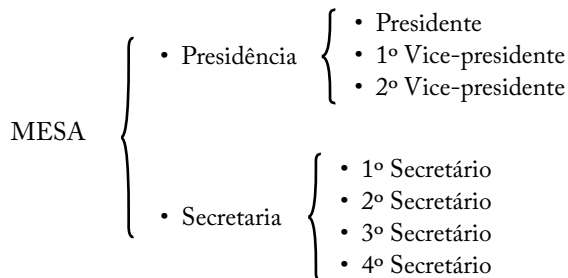 • Presidente
• Presidência
• 1º Vice-presidente
• 2º Vice-presidente
MESA
• 1º Secretário
• 2º Secretário
• Secretaria
• 3º Secretário
• 4º Secretário